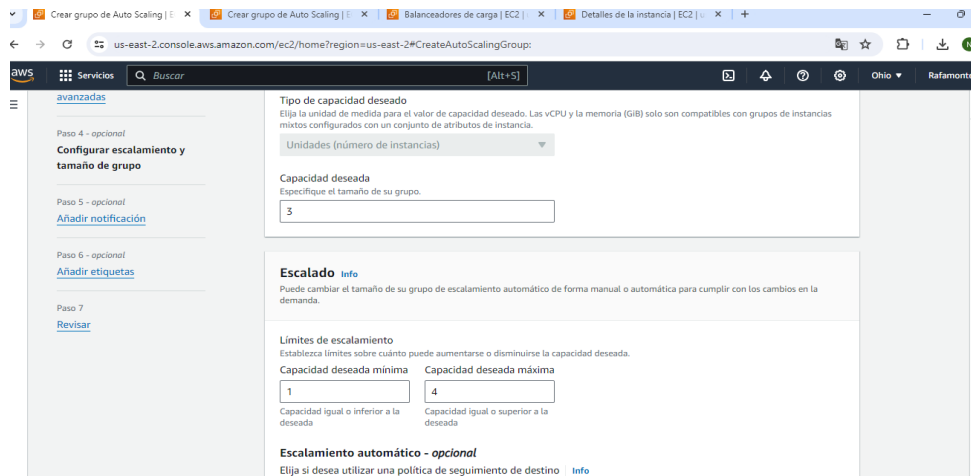 Crear grupo de Auto Scaling | E
Crear grupo de Auto Scaling | E
Balanceadores de carga | EC2 |
Detalles de la instancia | EC2 | u
us-east-2.console.aws.amazon.com/ec2/home?region=us-east-2#CreateAutoScalingGroup:
aws
Servicios
Buscar
[Alt+S]
Ohio
Rafamonte
avanzadas
Paso 4 - opcional
Configurar escalamiento y
tamaño de grupo
Paso 5 - opcional
Añadir notificación
Paso 6 - opcional
Añadir etiquetas
Paso 7
Revisar
Tipo de capacidad deseado
Elija la unidad de medida para el valor de capacidad deseado. Las vCPU y la memoria (GiB) solo son compatibles con grupos de instancias
mixtos configurados con un conjunto de atributos de instancia.
Unidades (número de instancias)
Capacidad deseada
Especifique el tamaño de su grupo.
3
Escalado Info
Puede cambiar el tamaño de su grupo de escalamiento automático de forma manual o automática para cumplir con los cambios en la
demanda.
Límites de escalamiento
Establezca límites sobre cuánto puede aumentarse o disminuirse la capacidad deseada.
Capacidad deseada mínima
Capacidad deseada máxima
1
4
Capacidad igual o inferior a la
deseada
Capacidad igual o superior a la
deseada
Escalamiento automático - opcional
Elija si desea utilizar una política de seguimiento de destino Info